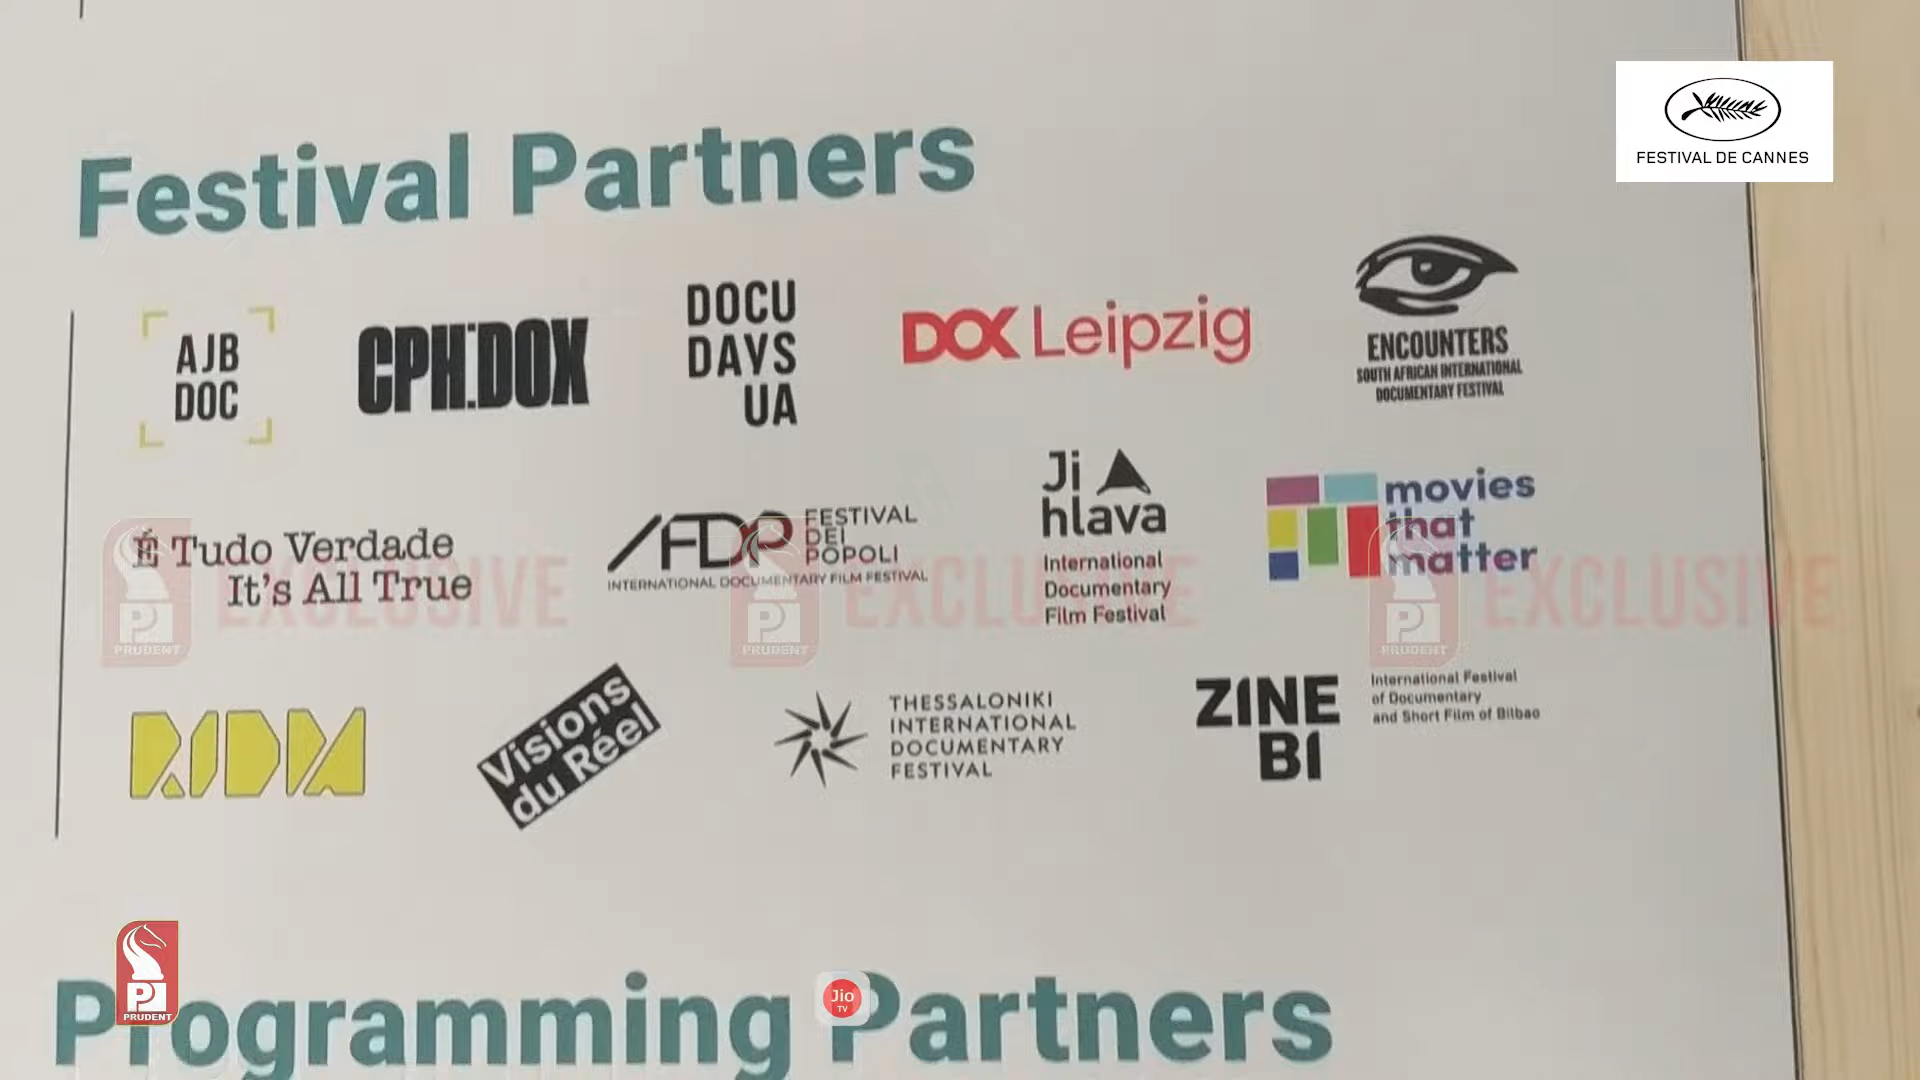 FESTIVAL DE CANNES
Festival Partners
AJB
DOC
CPH:DOX
DOCU
DAYS
UA
DOK Leipzig
ENCOUNTERS
SOUTH AFRICAN INTERNATIONAL
DOCUMENTARY FESTIVAL
É Tudo Verdade
It's All True
FDP
FESTIVAL
DEI
POPOLI
INTERNATIONAL DOCUMENTARY FILM FESTIVAL
Ji
hlava
International
Documentary
Film Festival
movies
that
matter
PRUDENT
EXCLUSIVE
PRUDENT
EXCLUSIVE
PRUDENT
EXCLUSIVE
RIDM
Visions
du Réel
THESSALONIKI
INTERNATIONAL
DOCUMENTARY
FESTIVAL
ZINE
BI
International Festival
of Documentary
and Short Film of Bilbao
PRUDENT
Jio
TV
Programming Partners